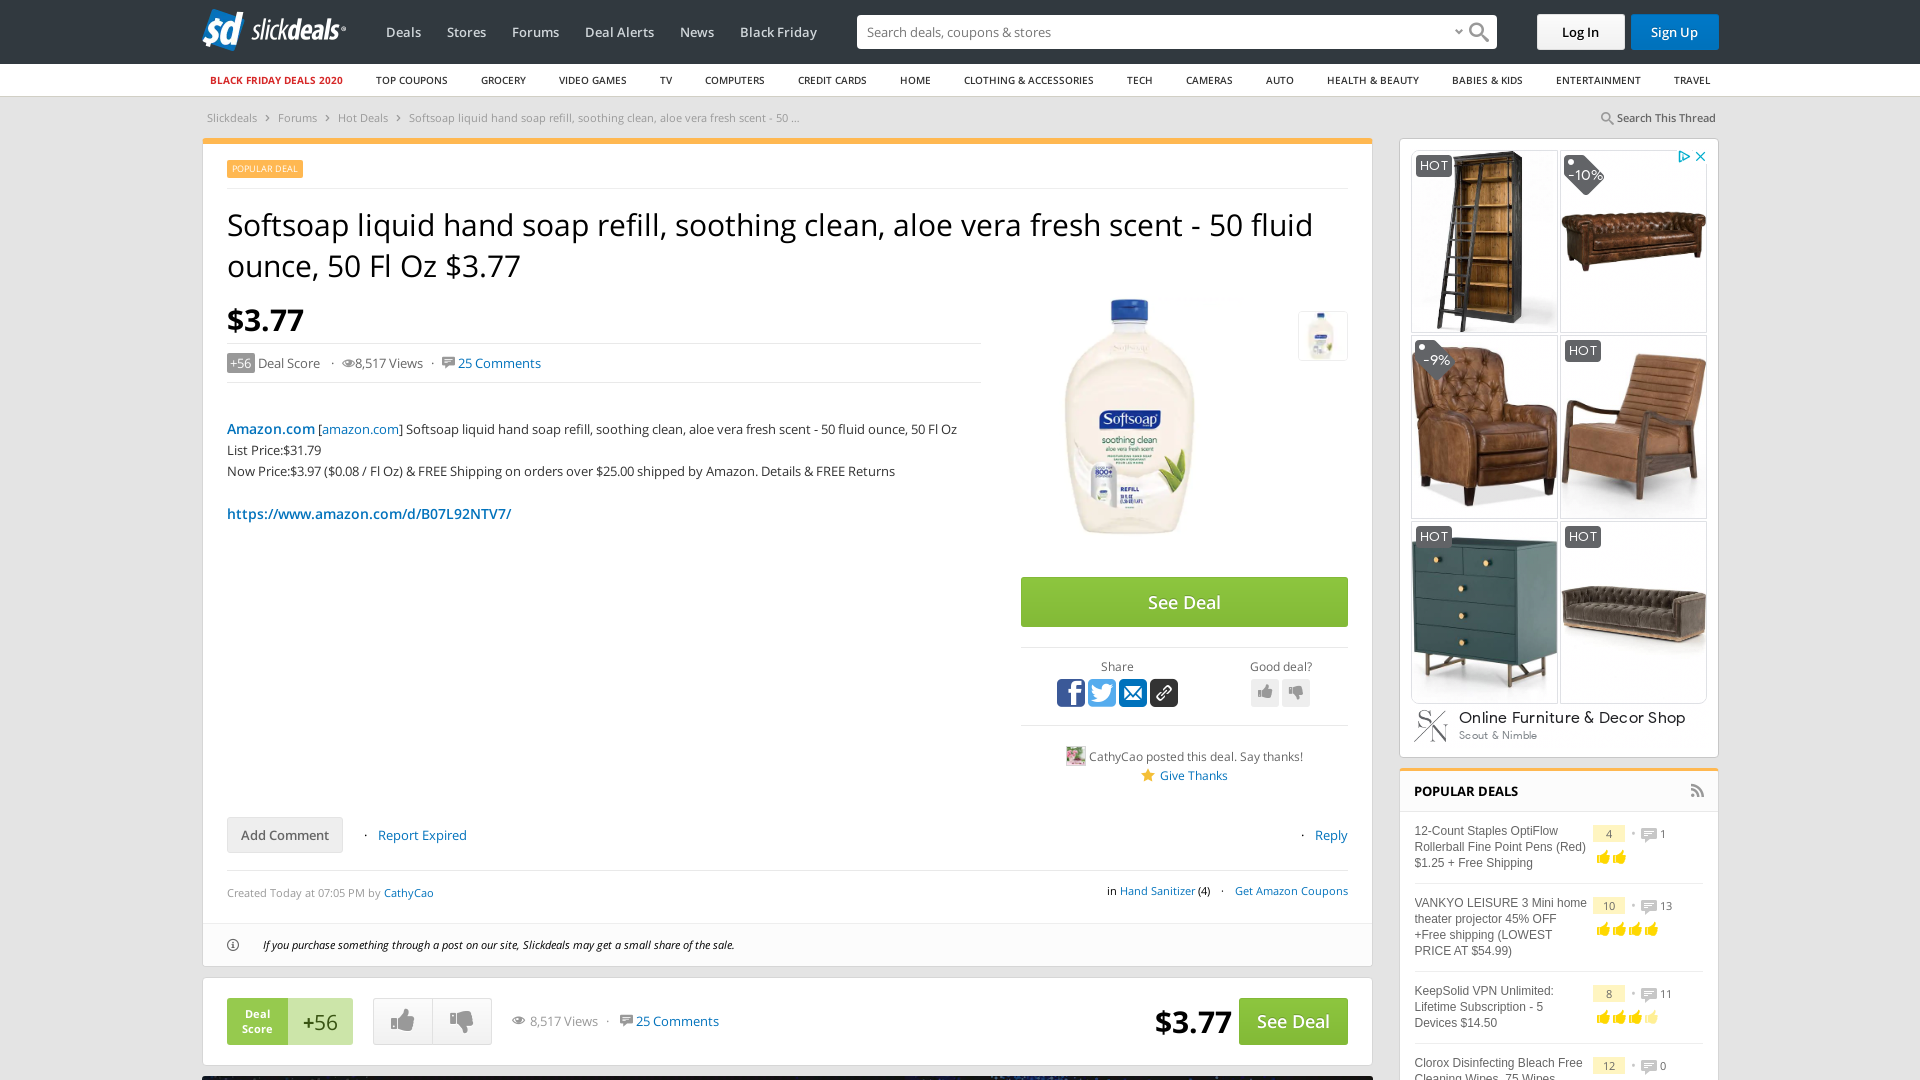 slickdeals
Deals
Stores
Forums
Deal Alerts
News
Black Friday
Search deals, coupons & stores
Log In
Sign Up
BLACK FRIDAY DEALS 2020
TOP COUPONS
GROCERY
VIDEO GAMES
TV
COMPUTERS
CREDIT CARDS
HOME
CLOTHING & ACCESSORIES
TECH
CAMERAS
AUTO
HEALTH & BEAUTY
BABIES & KIDS
ENTERTAINMENT
TRAVEL
Slickdeals > Forums > Hot Deals > Softsoap liquid hand soap refill, soothing clean, aloe vera fresh scent - 50 ...
Search This Thread
POPULAR DEAL
Softsoap liquid hand soap refill, soothing clean, aloe vera fresh scent - 50 fluid
ounce, 50 Fl Oz $3.77
$3.77
+56 Deal Score · 8,517 Views · 25 Comments
Amazon.com [amazon.com] Softsoap liquid hand soap refill, soothing clean, aloe vera fresh scent - 50 fluid ounce, 50 Fl Oz
List Price:$31.79
Now Price:$3.97 ($0.08 / Fl Oz) & FREE Shipping on orders over $25.00 shipped by Amazon. Details & FREE Returns
https://www.amazon.com/d/B07L92NTV7/
Softsoap
soothing clean
aloe vera fresh scent
800+
REFILL
See Deal
Share
Good deal?
CathyCao posted this deal. Say thanks!
Give Thanks
Add Comment
· Report Expired
· Reply
Created Today at 07:05 PM by CathyCao
in Hand Sanitizer (4) · Get Amazon Coupons
If you purchase something through a post on our site, Slickdeals may get a small share of the sale.
Deal
Score
+56
8,517 Views · 25 Comments
$3.77
See Deal
HOT
-10%
-9%
HOT
HOT
HOT
SN
Online Furniture & Decor Shop
Scout & Nimble
POPULAR DEALS
12-Count Staples OptiFlow
Rollerball Fine Point Pens (Red)
$1.25 + Free Shipping
4 • 1
VANKYO LEISURE 3 Mini home
theater projector 45% OFF
+Free shipping (LOWEST
PRICE AT $54.99)
10 • 13
KeepSolid VPN Unlimited:
Lifetime Subscription - 5
Devices $14.50
8 • 11
Clorox Disinfecting Bleach Free
Cleaning Wipes, 75 Wipes
12 • 0